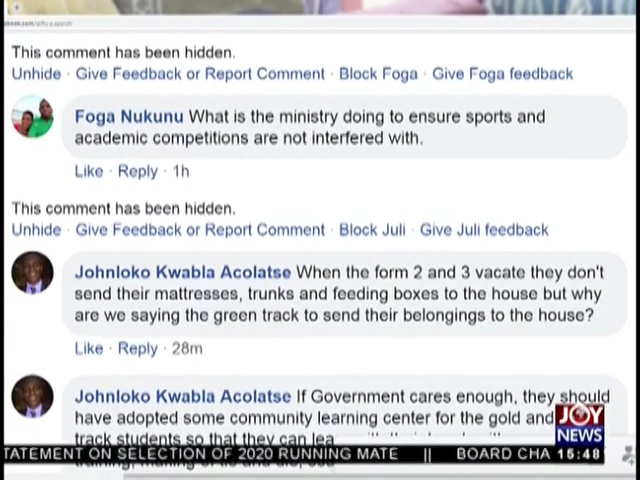 This comment has been hidden.
Unhide · Give Feedback or Report Comment · Block Foga · Give Foga feedback
Foga Nukunu What is the ministry doing to ensure sports and
academic competitions are not interfered with.
Like · Reply · 1h
This comment has been hidden.
Unhide · Give Feedback or Report Comment · Block Juli · Give Juli feedback
Johnloko Kwabla Acolatse When the form 2 and 3 vacate they don't
send their mattresses, trunks and feeding boxes to the house but why
are we saying the green track to send their belongings to the house?
Like · Reply · 28m
Johnloko Kwabla Acolatse If Government cares enough, they should
have adopted some community learning center for the gold and
track students so that they can lea
JOY
NEWS
TATEMENT ON SELECTION OF 2020 RUNNING MATE || BOARD CHA 15:48